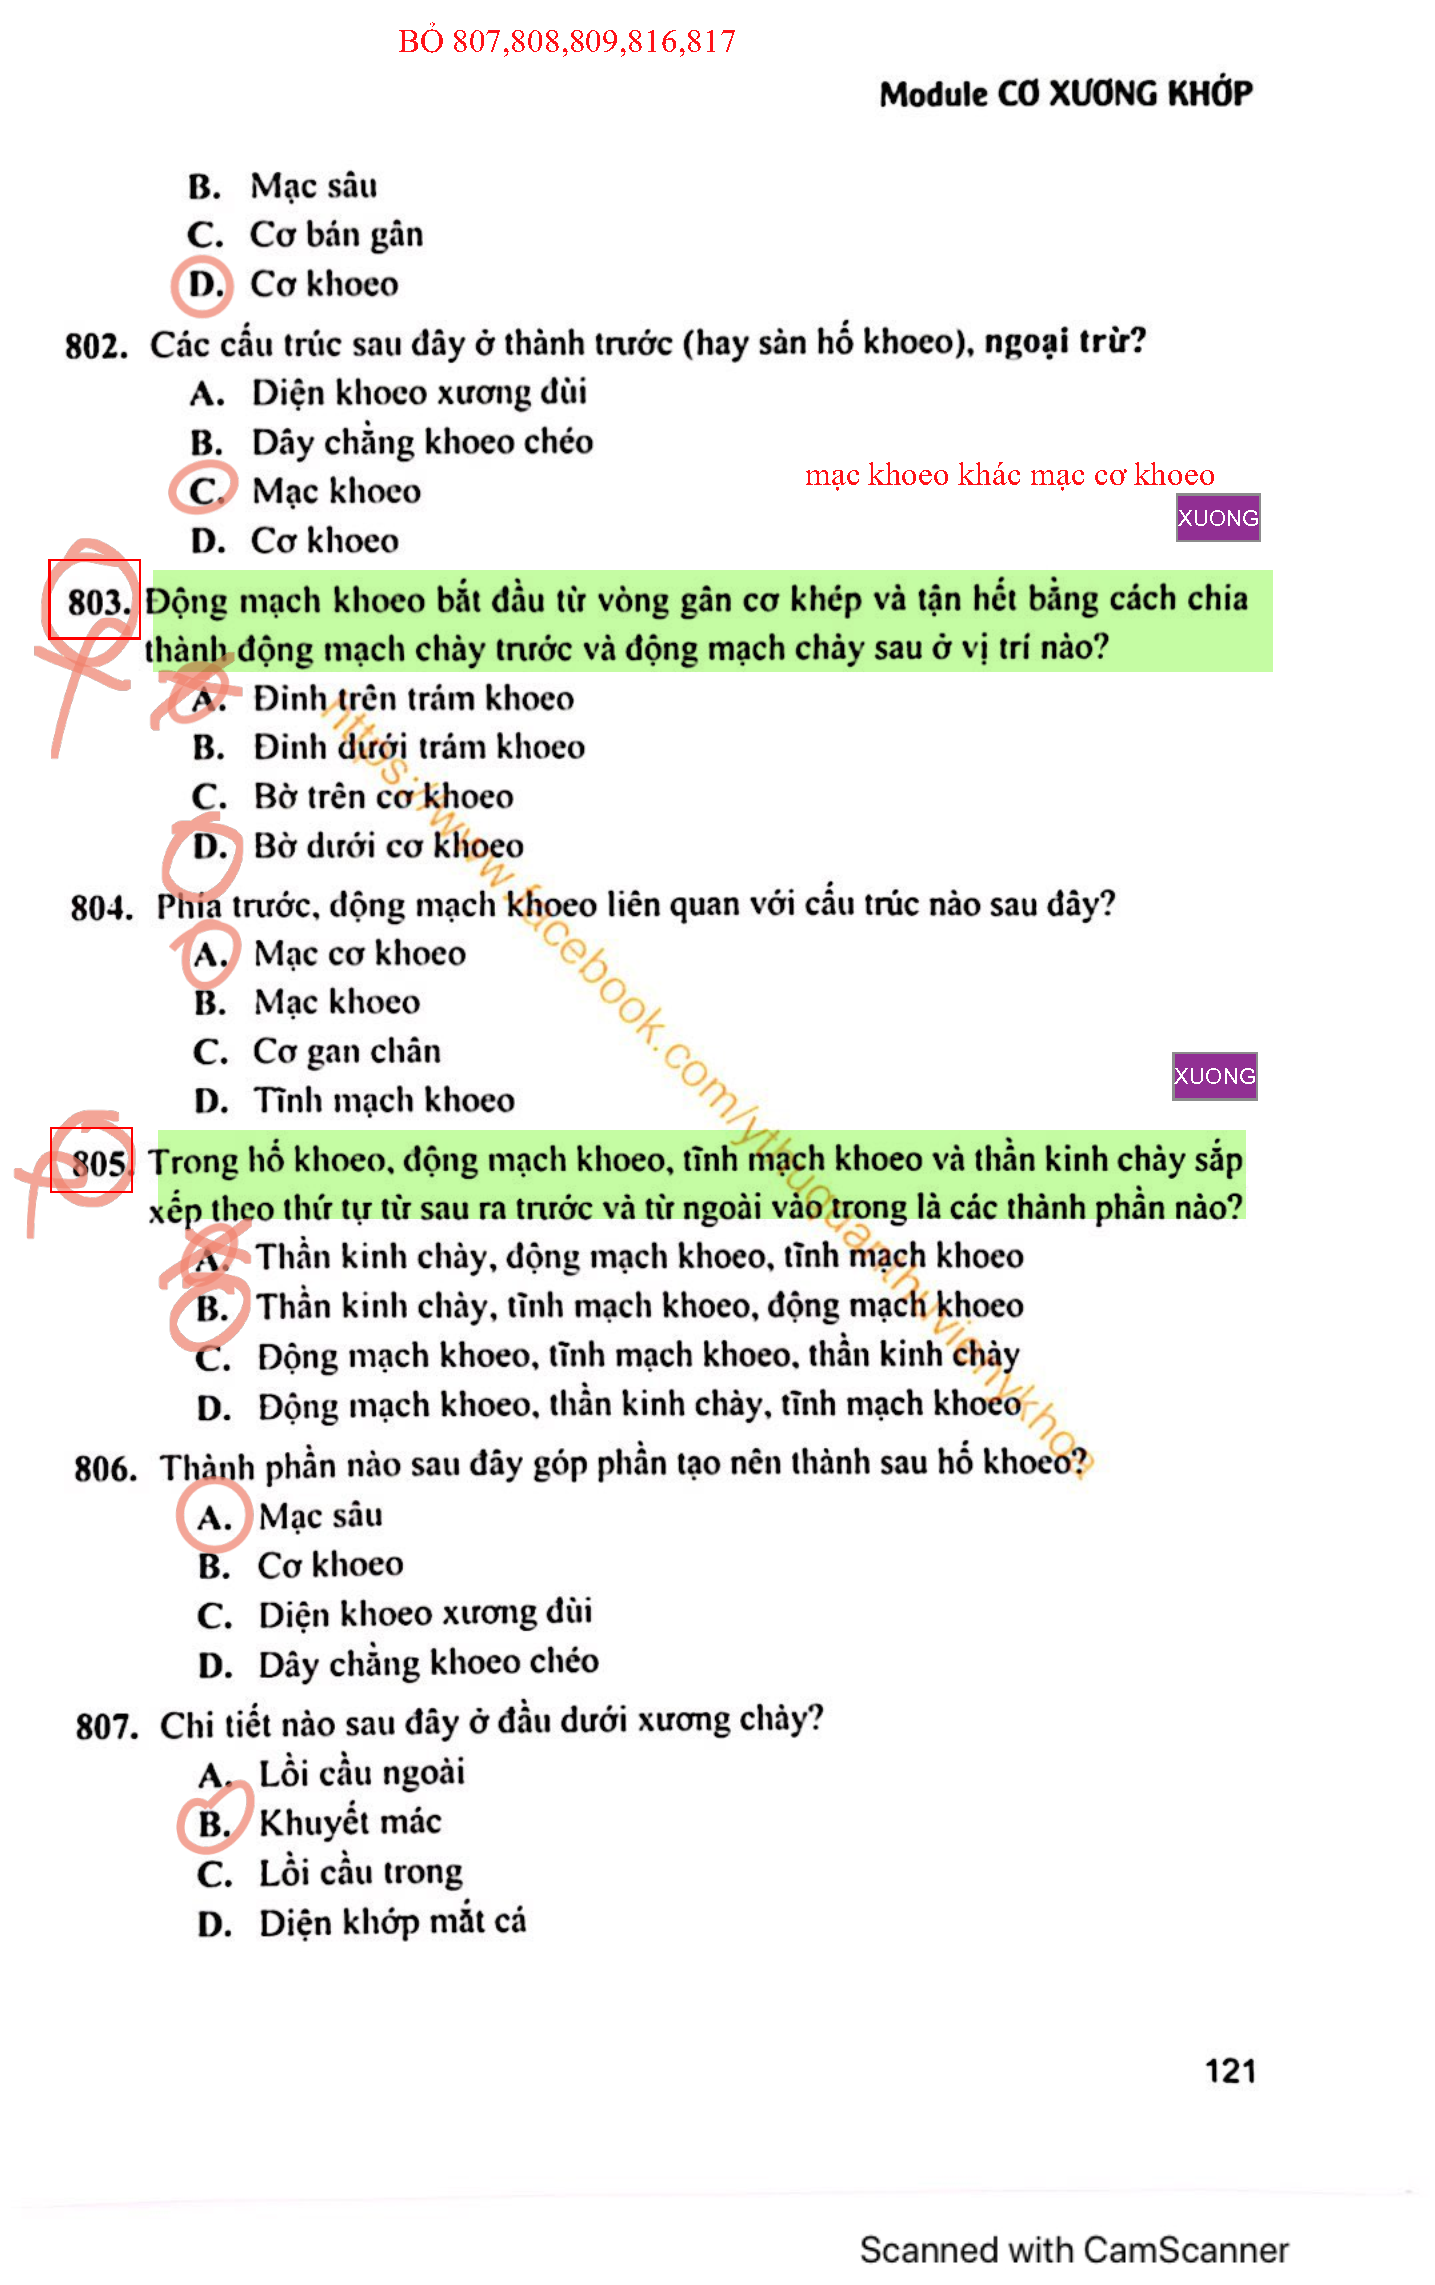 BỎ 807,808,809,816,817
Module CƠ XƯƠNG KHỚP
B. Mạc sâu
C. Cơ bán gân
D. Cơ khoeo
802. Các cấu trúc sau đây ở thành trước (hay sàn hố khoeo), ngoại trừ?
A. Diện khoeo xương đùi
B. Dây chằng khoeo chéo
mạc khoeo khác mạc cơ khoeo
C. Mạc khoeo
XUONG
D. Cơ khoeo
803. Động mạch khoeo bắt đầu từ vòng gân cơ khép và tận hết bằng cách chia
thành động mạch chày trước và động mạch chày sau ở vị trí nào?
A. Đỉnh trên trám khoeo
B. Đỉnh dưới trám khoeo
C. Bờ trên cơ khoeo
D. Bờ dưới cơ khoeo
804. Phía trước, động mạch khoeo liên quan với cấu trúc nào sau đây?
A. Mạc cơ khoeo
B. Mạc khoeo
C. Cơ gan chân
XUONG
D. Tĩnh mạch khoeo
805. Trong hố khoeo, động mạch khoeo, tĩnh mạch khoeo và thần kinh chày sắp
xếp theo thứ tự từ sau ra trước và từ ngoài vào trong là các thành phần nào?
A. Thần kinh chày, động mạch khoeo, tĩnh mạch khoeo
B. Thần kinh chày, tĩnh mạch khoeo, động mạch khoeo
C. Động mạch khoeo, tĩnh mạch khoeo, thần kinh chày
D. Động mạch khoeo, thần kinh chày, tĩnh mạch khoeo
806. Thành phần nào sau đây góp phần tạo nên thành sau hố khoeo?
A. Mạc sâu
B. Cơ khoeo
C. Diện khoeo xương đùi
D. Dây chằng khoeo chéo
807. Chi tiết nào sau đây ở đầu dưới xương chày?
A. Lồi cầu ngoài
B. Khuyết mác
C. Lồi cầu trong
D. Diện khớp mắt cá
https://www.facebook.com/ythuquanthuvienykhoa
121
Scanned with CamScanner